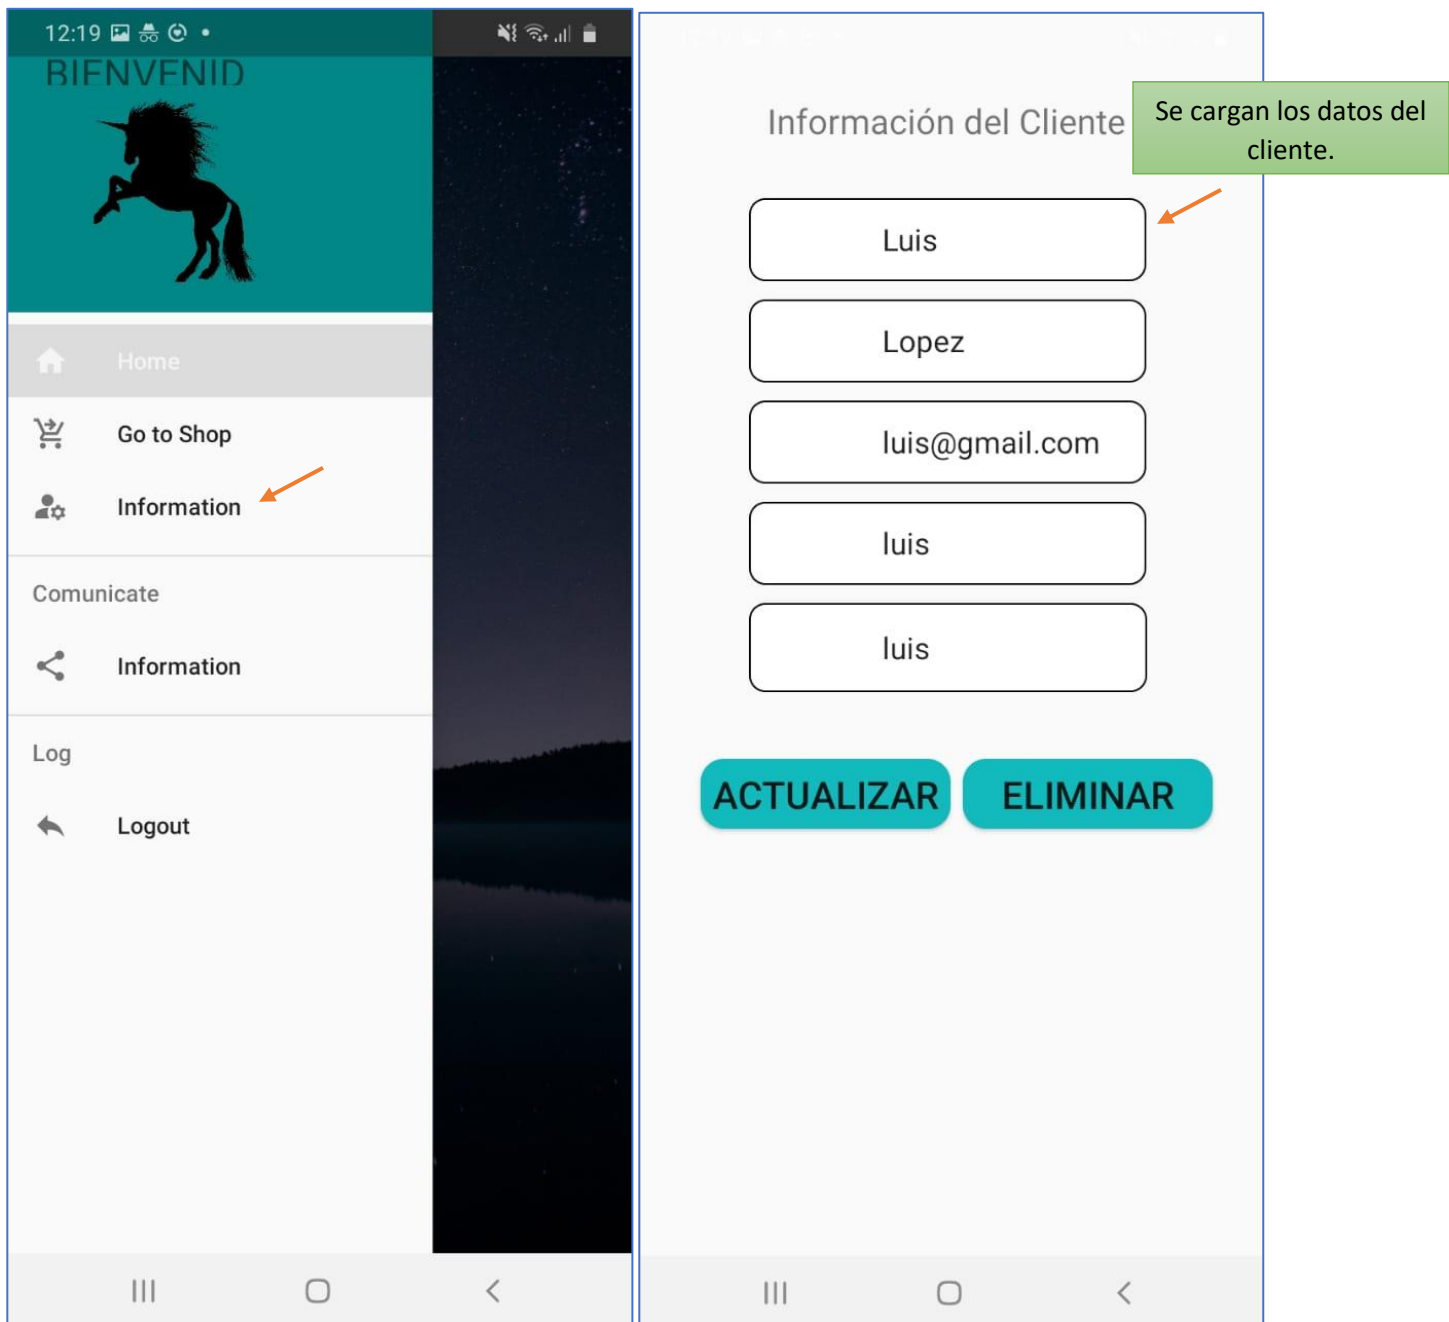 12:19
BIENVENID
Home
Go to Shop
Information
Comunicate
Information
Log
Logout
Información del Cliente
Se cargan los datos del
cliente.
Luis
Lopez
luis@gmail.com
luis
luis
ACTUALIZAR
ELIMINAR